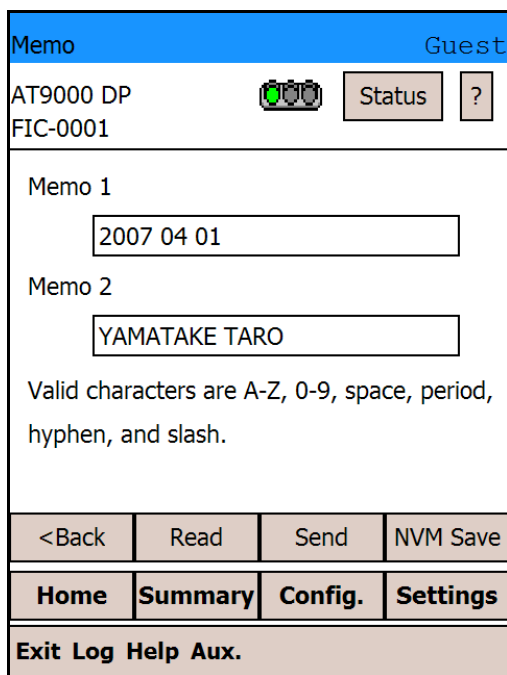 Memo Guest
AT9000 DP Status ?
FIC-0001
Memo 1
2007 04 01
Memo 2
YAMATAKE TARO
Valid characters are A-Z, 0-9, space, period,
hyphen, and slash.
<Back Read Send NVM Save
Home Summary Config. Settings
Exit Log Help Aux.